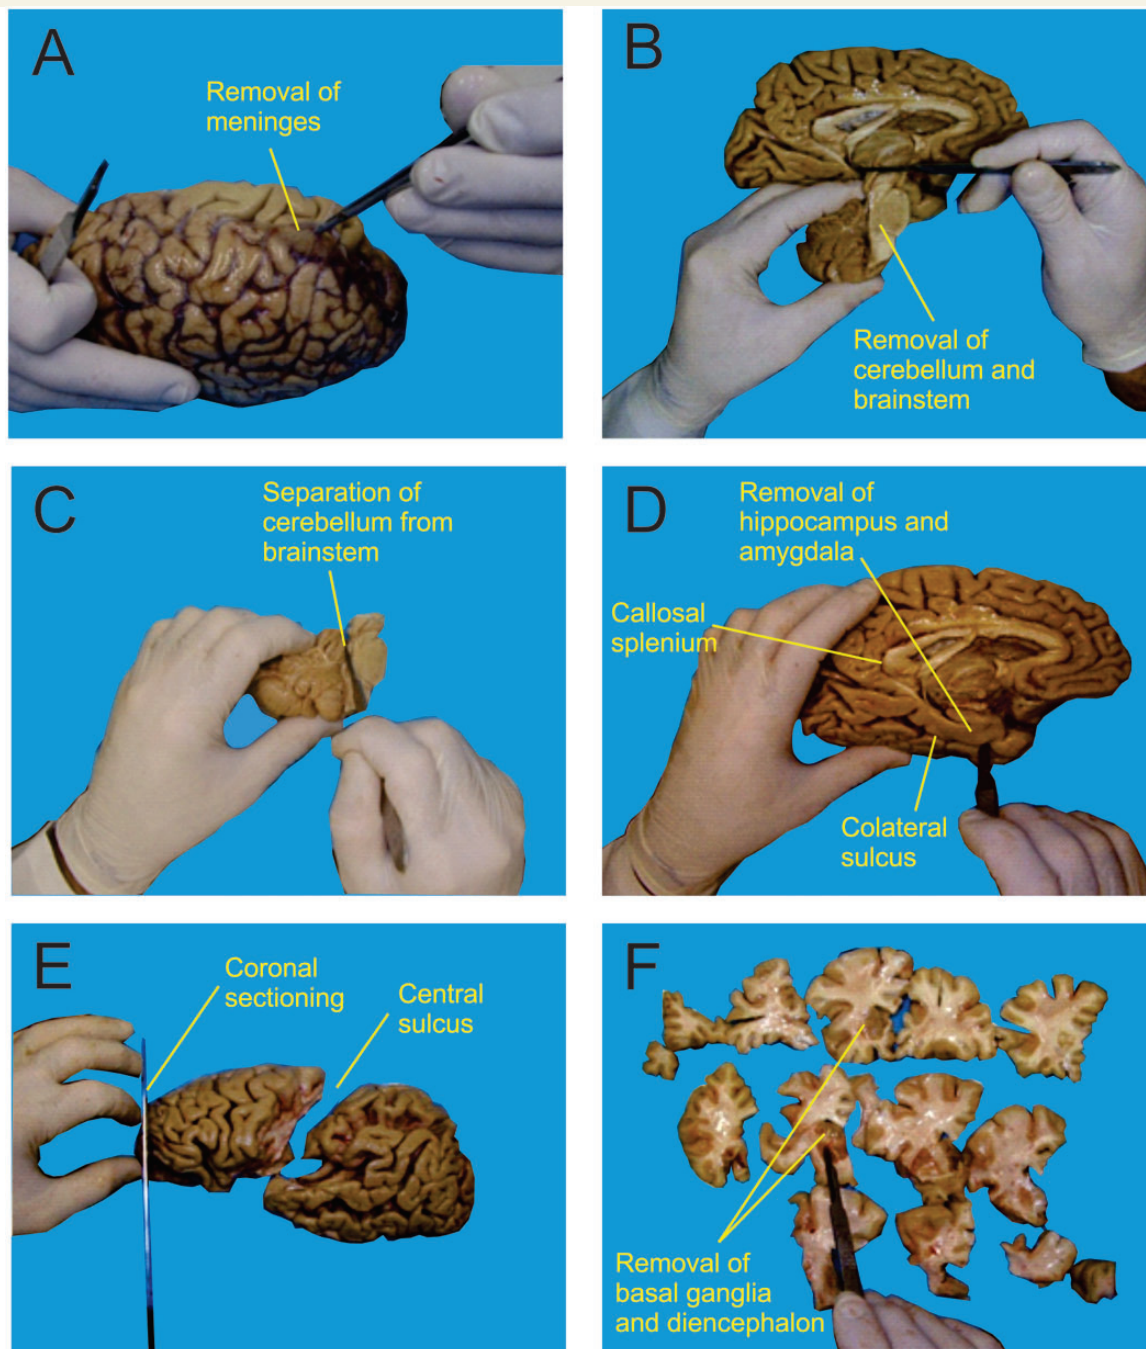 A
Removal of
meninges
B
Removal of
cerebellum and
brainstem
C
Separation of
cerebellum from
brainstem
D
Removal of
hippocampus and
amygdala
Callosal
splenium
Colateral
sulcus
E
Coronal
sectioning
Central
sulcus
F
Removal of
basal ganglia
and diencephalon